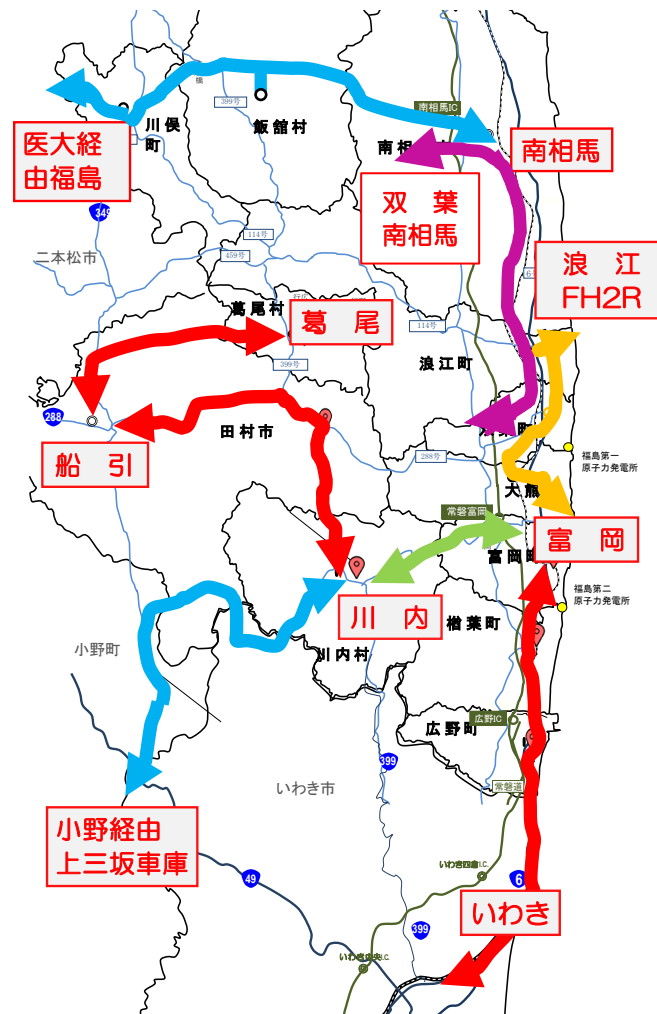 399号
南相馬IC
川俣
町
飯舘村
医大経
由福島
南相馬
双　葉
南相馬
349
114号
459号
二本松市
浪　江
FH2R
6
葛尾村
葛　尾
114号
399号
浪江町
288
田村市
船　引
288号
福島第一
原子力発電所
大熊
常磐富岡
富　岡
富岡町
福島第二
原子力発電所
川　内
楢葉町
小野町
川内村
広野IC
広野町
399
いわき市
常磐道
小野経由
上三坂車庫
いわき四倉I.C.
49
6
いわき
399
いわき中央I.C.